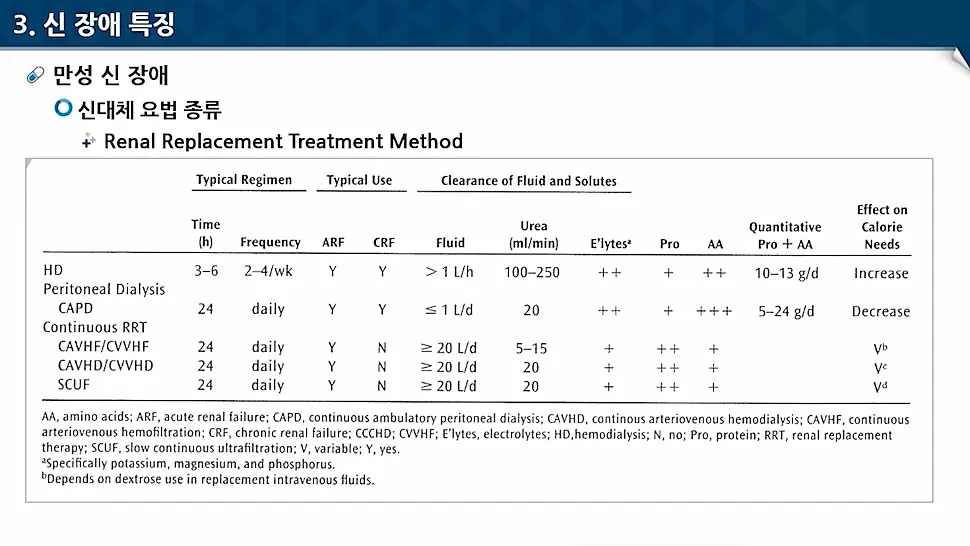 3. 신 장애 특징
만성 신 장애
신대체 요법 종류
Renal Replacement Treatment Method
Typical Regimen Typical Use Clearance of Fluid and Solutes
Time (h) Frequency ARF CRF Fluid Urea (ml/min) E'lytesᵃ Pro AA Quantitative Pro + AA Effect on Calorie Needs
HD 3–6 2–4/wk Y Y > 1 L/h 100–250 ++ + ++ 10–13 g/d Increase
Peritoneal Dialysis
CAPD 24 daily Y Y ≤ 1 L/d 20 ++ + +++ 5–24 g/d Decrease
Continuous RRT
CAVHF/CVVHF 24 daily Y N ≥ 20 L/d 5–15 + ++ + Vᵇ
CAVHD/CVVHD 24 daily Y N ≥ 20 L/d 20 + ++ + Vᶜ
SCUF 24 daily Y N ≥ 20 L/d 20 + ++ + Vᵈ
AA, amino acids; ARF, acute renal failure; CAPD, continuous ambulatory peritoneal dialysis; CAVHD, continous arteriovenous hemodialysis; CAVHF, continuous
arteriovenous hemofiltration; CRF, chronic renal failure; CCCHD; CVVHF; E'lytes, electrolytes; HD,hemodialysis; N, no; Pro, protein; RRT, renal replacement
therapy; SCUF, slow continuous ultrafiltration; V, variable; Y, yes.
ᵃSpecifically potassium, magnesium, and phosphorus.
ᵇDepends on dextrose use in replacement intravenous fluids.